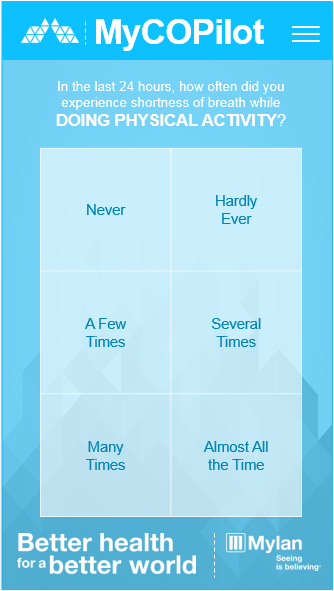 MyCOPilot
In the last 24 hours, how often did you
experience shortness of breath while
DOING PHYSICAL ACTIVITY?
Never
Hardly
Ever
A Few
Times
Several
Times
Many
Times
Almost All
the Time
Better health
for a better world
Mylan
Seeing
is believing®